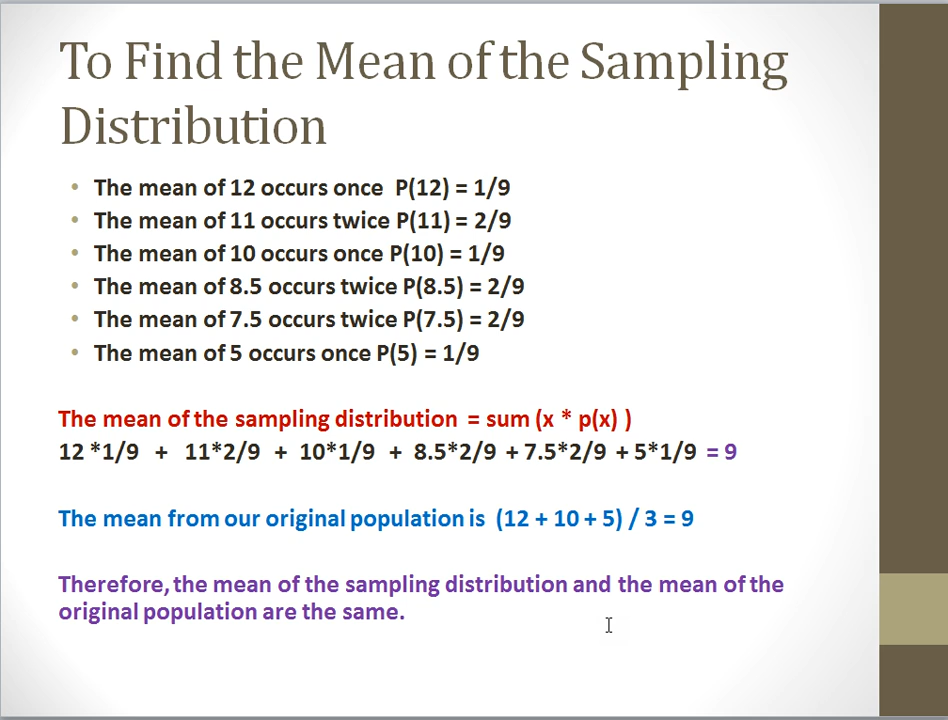 To Find the Mean of the Sampling
Distribution
• The mean of 12 occurs once P(12) = 1/9
• The mean of 11 occurs twice P(11) = 2/9
• The mean of 10 occurs once P(10) = 1/9
• The mean of 8.5 occurs twice P(8.5) = 2/9
• The mean of 7.5 occurs twice P(7.5) = 2/9
• The mean of 5 occurs once P(5) = 1/9
The mean of the sampling distribution = sum (x * p(x) )
12 *1/9 + 11*2/9 + 10*1/9 + 8.5*2/9 + 7.5*2/9 + 5*1/9 = 9
The mean from our original population is (12 + 10 + 5) / 3 = 9
Therefore, the mean of the sampling distribution and the mean of the
original population are the same.